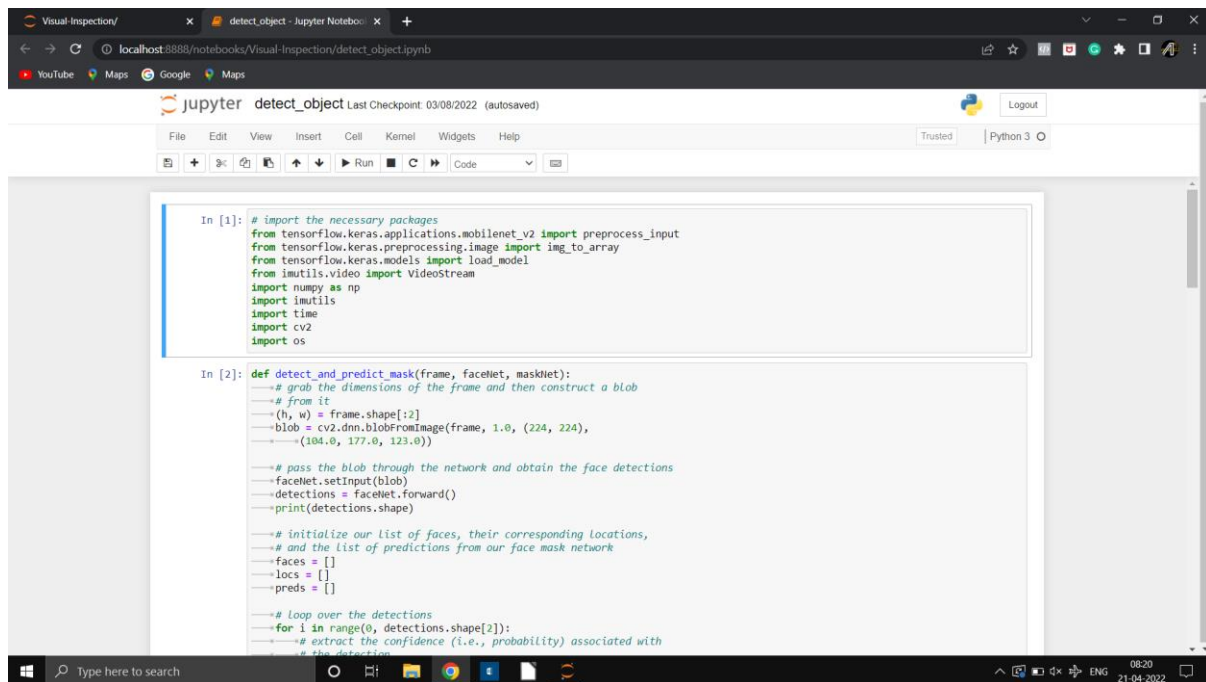 Visual-Inspection/
detect_object - Jupyter Notebool
localhost:8888/notebooks/Visual-Inspection/detect_object.ipynb
YouTube Maps Google Maps
jupyter detect_object Last Checkpoint: 03/08/2022 (autosaved)
Logout
File Edit View Insert Cell Kernel Widgets Help
Trusted Python 3
Run Code
In [1]: # import the necessary packages
from tensorflow.keras.applications.mobilenet_v2 import preprocess_input
from tensorflow.keras.preprocessing.image import img_to_array
from tensorflow.keras.models import load_model
from imutils.video import VideoStream
import numpy as np
import imutils
import time
import cv2
import os
In [2]: def detect_and_predict_mask(frame, faceNet, maskNet):
# grab the dimensions of the frame and then construct a blob
# from it
(h, w) = frame.shape[:2]
blob = cv2.dnn.blobFromImage(frame, 1.0, (224, 224),
(104.0, 177.0, 123.0))
# pass the blob through the network and obtain the face detections
faceNet.setInput(blob)
detections = faceNet.forward()
print(detections.shape)
# initialize our list of faces, their corresponding locations,
# and the list of predictions from our face mask network
faces = []
locs = []
preds = []
# loop over the detections
for i in range(0, detections.shape[2]):
# extract the confidence (i.e., probability) associated with
# the detection
Type here to search
ENG
08:20
21-04-2022